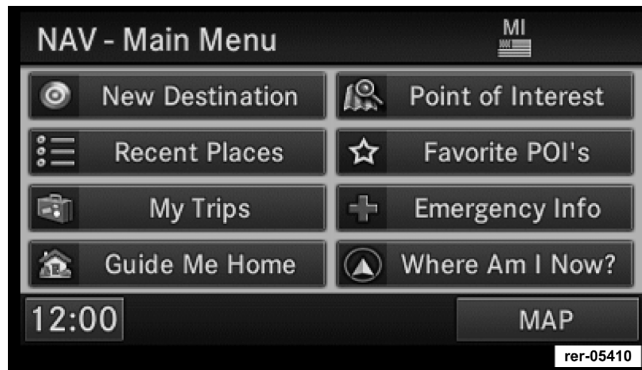 NAV - Main Menu
MI
New Destination
Point of Interest
Recent Places
Favorite POI's
My Trips
Emergency Info
Guide Me Home
Where Am I Now?
12:00
MAP
rer-05410